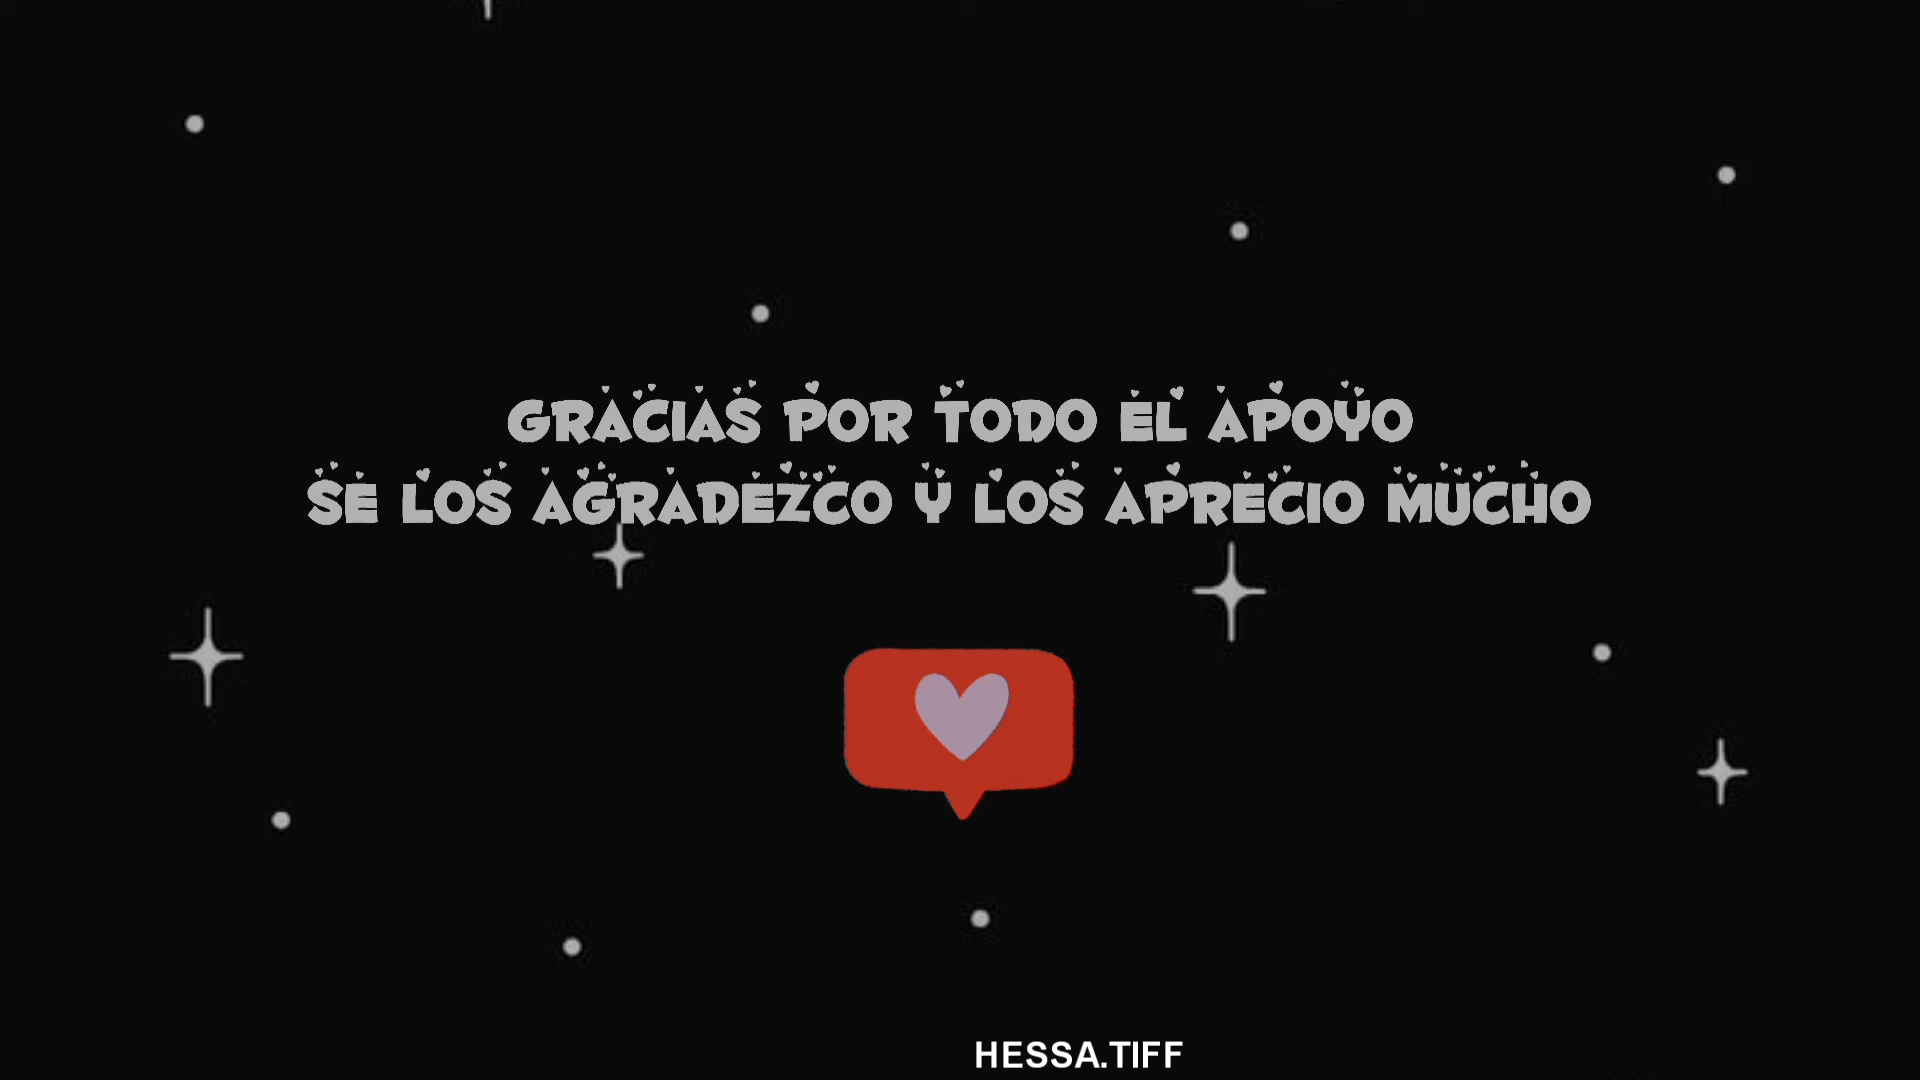 GRACIAS POR TODO EL APOYO
SE LOS AGRADEZCO Y LOS APRECIO MUCHO
HESSA.TIFF